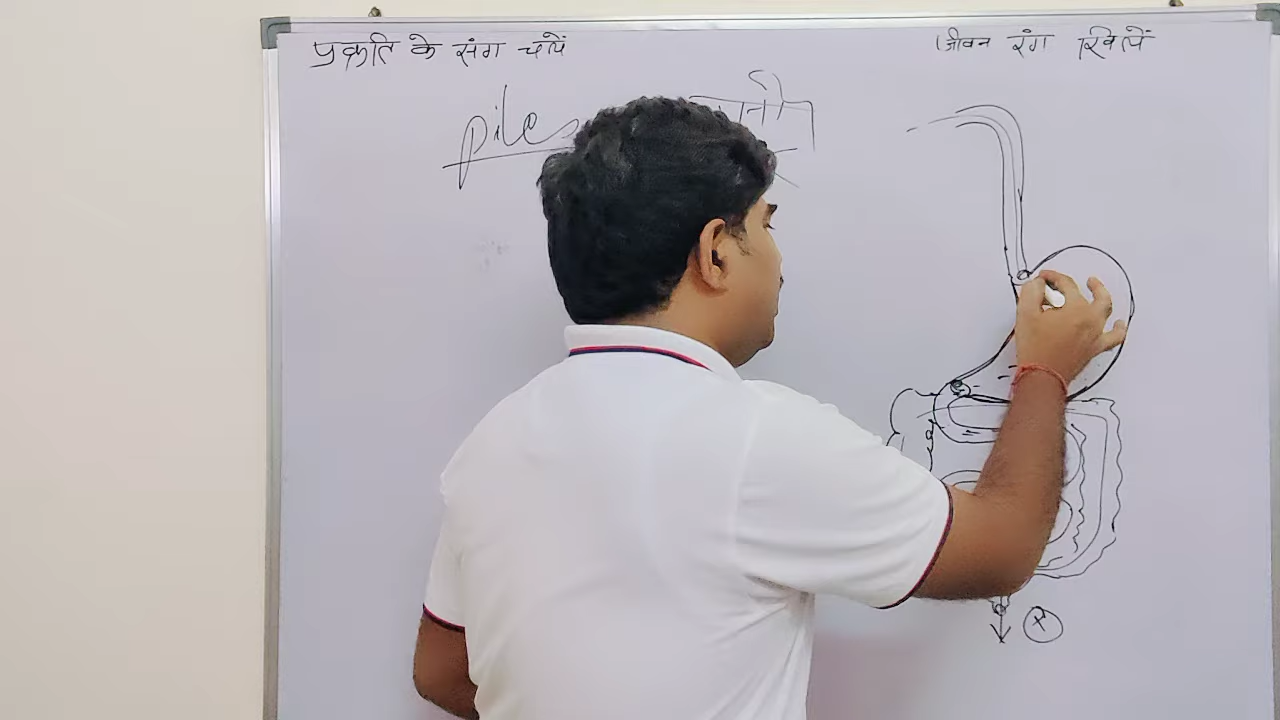 प्रकृति के संग चलें
जीवन रंग खिलें
piles
x